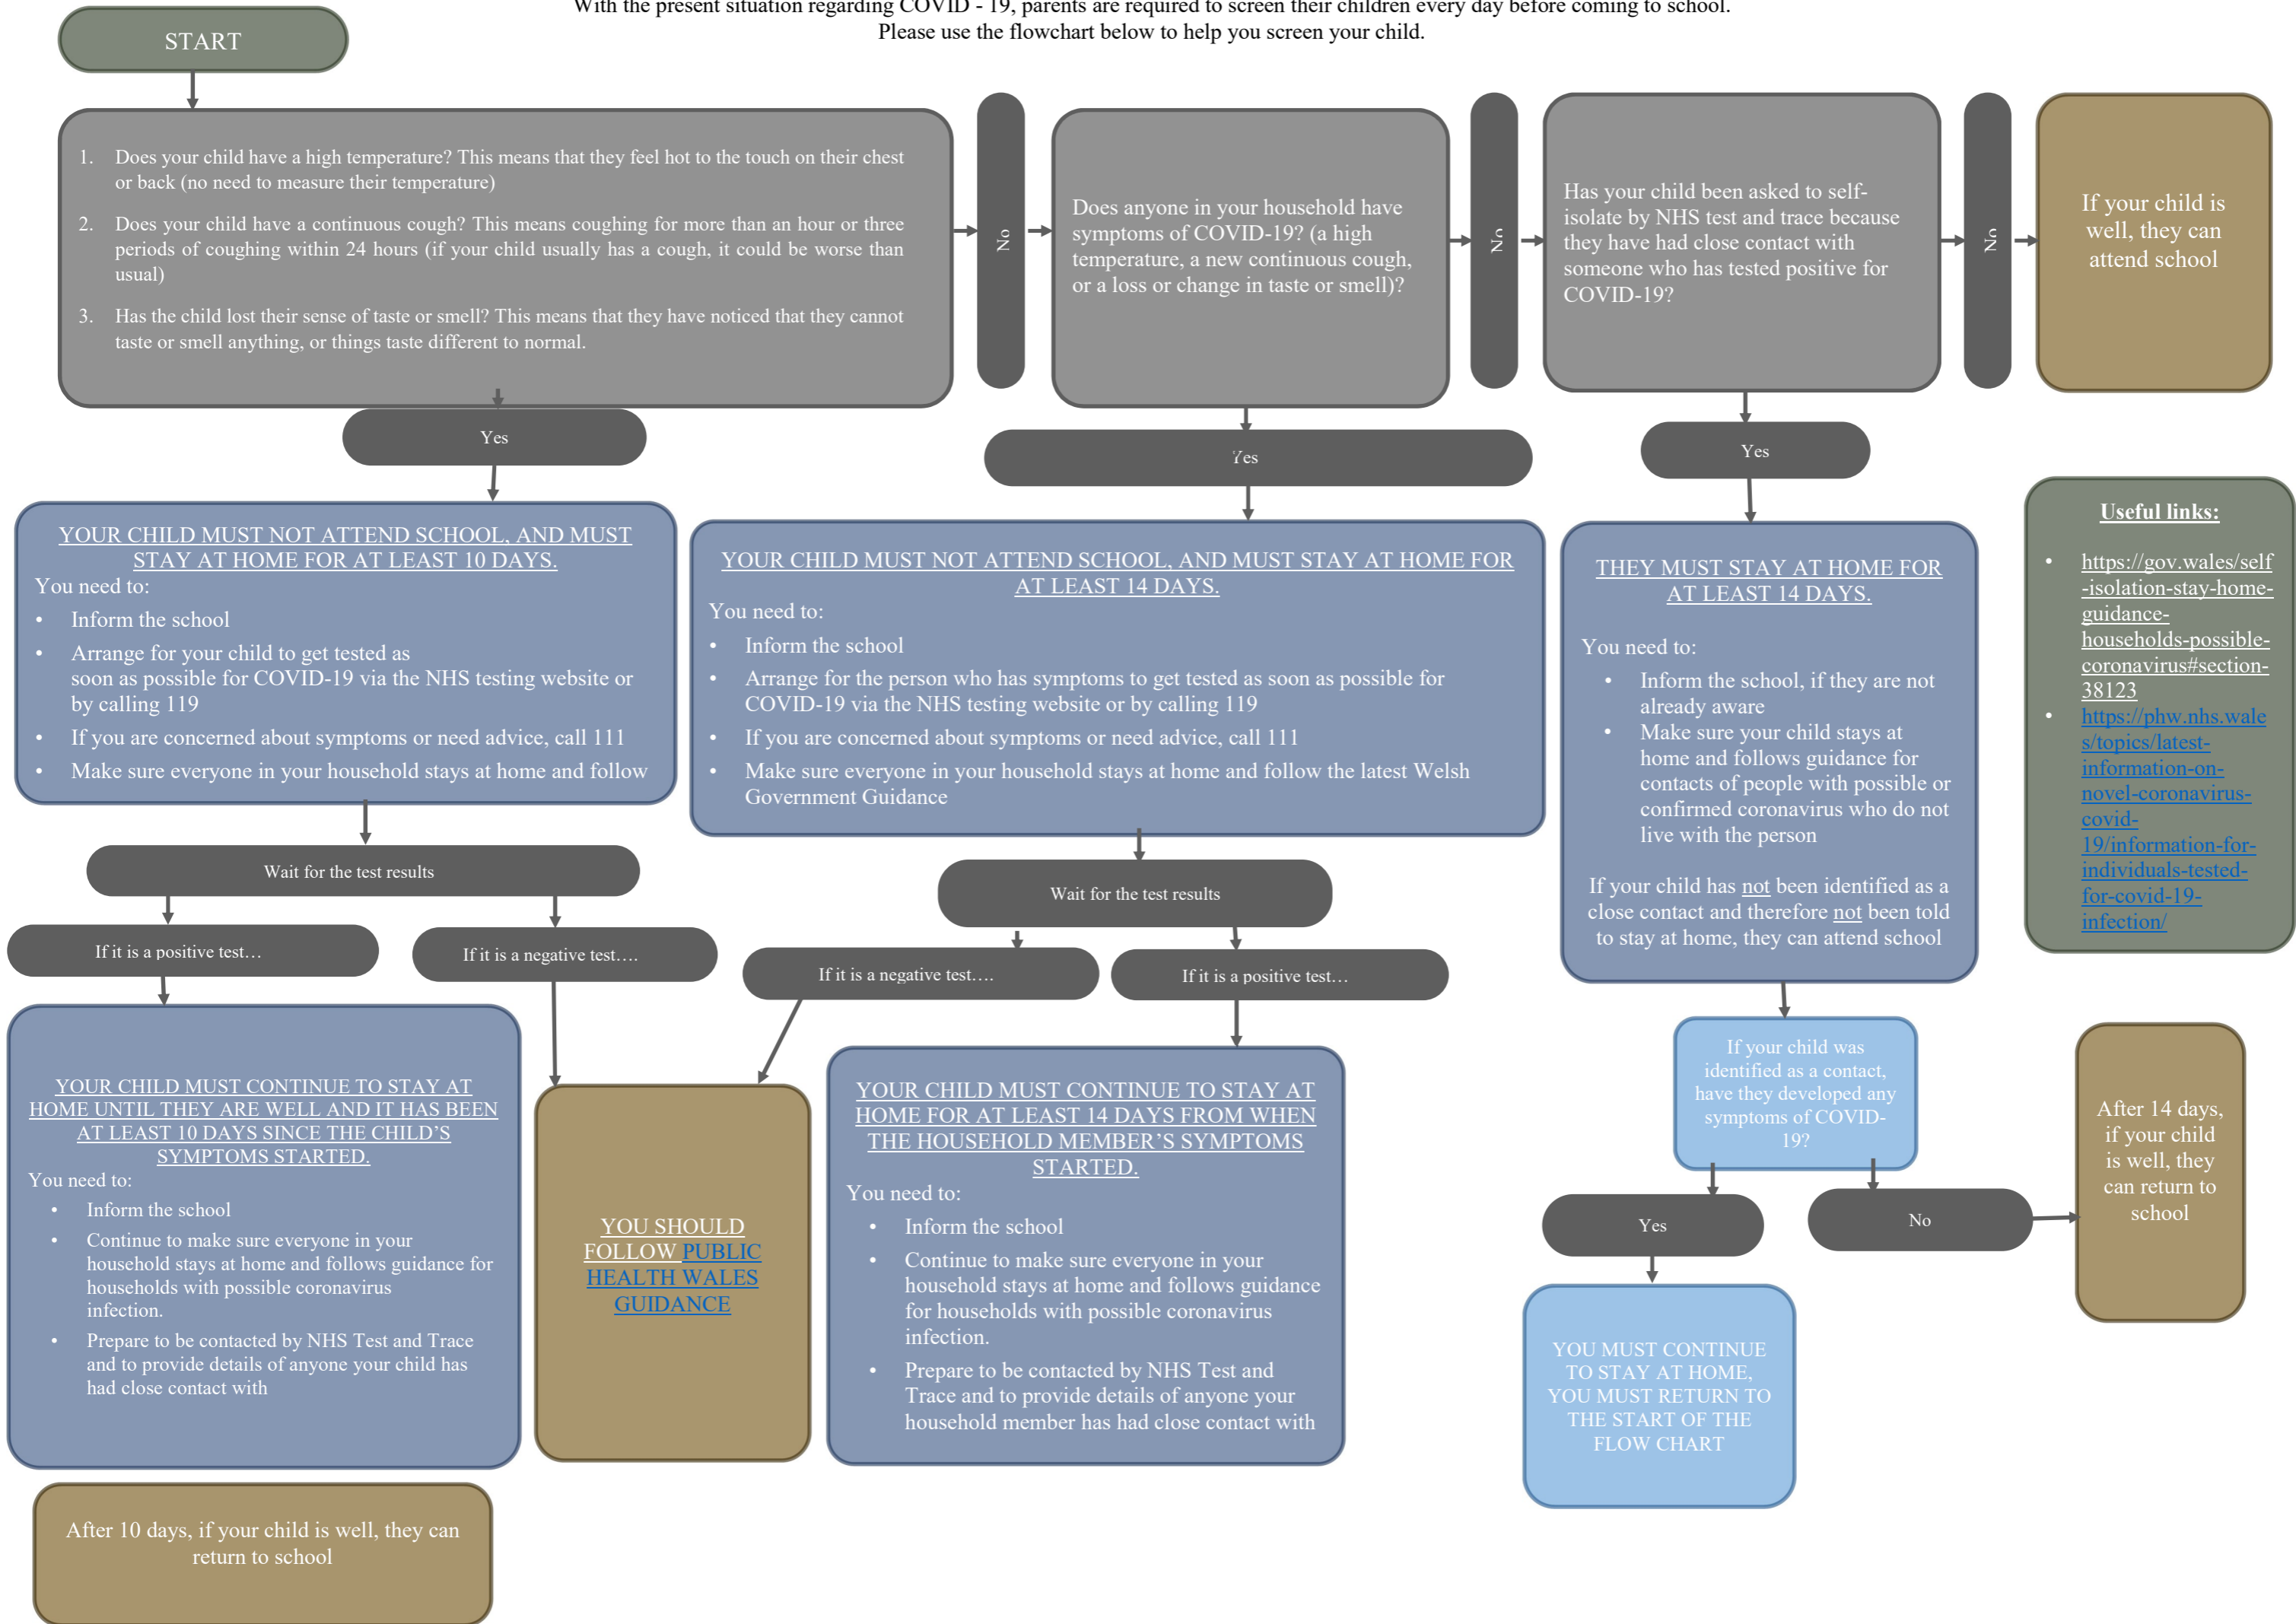 With the present situation regarding COVID - 19, parents are required to screen their children every day before coming to school.
Please use the flowchart below to help you screen your child.
START
1. Does your child have a high temperature? This means that they feel hot to the touch on their chest
or back (no need to measure their temperature)
2. Does your child have a continuous cough? This means coughing for more than an hour or three
periods of coughing within 24 hours (if your child usually has a cough, it could be worse than
usual)
3. Has the child lost their sense of taste or smell? This means that they have noticed that they cannot
taste or smell anything, or things taste different to normal.
No
Does anyone in your household have
symptoms of COVID-19? (a high
temperature, a new continuous cough,
or a loss or change in taste or smell)?
No
Has your child been asked to self-
isolate by NHS test and trace because
they have had close contact with
someone who has tested positive for
COVID-19?
No
If your child is
well, they can
attend school
Yes
Yes
Yes
YOUR CHILD MUST NOT ATTEND SCHOOL, AND MUST
STAY AT HOME FOR AT LEAST 10 DAYS.
You need to:
• Inform the school
• Arrange for your child to get tested as
soon as possible for COVID-19 via the NHS testing website or
by calling 119
• If you are concerned about symptoms or need advice, call 111
• Make sure everyone in your household stays at home and follow
YOUR CHILD MUST NOT ATTEND SCHOOL, AND MUST STAY AT HOME FOR
AT LEAST 14 DAYS.
You need to:
• Inform the school
• Arrange for the person who has symptoms to get tested as soon as possible for
COVID-19 via the NHS testing website or by calling 119
• If you are concerned about symptoms or need advice, call 111
• Make sure everyone in your household stays at home and follow the latest Welsh
Government Guidance
THEY MUST STAY AT HOME FOR
AT LEAST 14 DAYS.
You need to:
• Inform the school, if they are not
already aware
• Make sure your child stays at
home and follows guidance for
contacts of people with possible or
confirmed coronavirus who do not
live with the person
If your child has not been identified as a
close contact and therefore not been told
to stay at home, they can attend school
Useful links:
• https://gov.wales/self
-isolation-stay-home-
guidance-
households-possible-
coronavirus#section-
38123
• https://phw.nhs.wale
s/topics/latest-
information-on-
novel-coronavirus-
covid-
19/information-for-
individuals-tested-
for-covid-19-
infection/
Wait for the test results
If it is a positive test…
If it is a negative test….
Wait for the test results
If it is a negative test….
If it is a positive test…
YOUR CHILD MUST CONTINUE TO STAY AT
HOME UNTIL THEY ARE WELL AND IT HAS BEEN
AT LEAST 10 DAYS SINCE THE CHILD’S
SYMPTOMS STARTED.
You need to:
• Inform the school
• Continue to make sure everyone in your
household stays at home and follows guidance for
households with possible coronavirus
infection.
• Prepare to be contacted by NHS Test and Trace
and to provide details of anyone your child has
had close contact with
YOU SHOULD
FOLLOW PUBLIC
HEALTH WALES
GUIDANCE
YOUR CHILD MUST CONTINUE TO STAY AT
HOME FOR AT LEAST 14 DAYS FROM WHEN
THE HOUSEHOLD MEMBER’S SYMPTOMS
STARTED.
You need to:
• Inform the school
• Continue to make sure everyone in your
household stays at home and follows guidance
for households with possible coronavirus
infection.
• Prepare to be contacted by NHS Test and
Trace and to provide details of anyone your
household member has had close contact with
If your child was
identified as a contact,
have they developed any
symptoms of COVID-
19?
Yes
No
After 14 days,
if your child
is well, they
can return to
school
YOU MUST CONTINUE
TO STAY AT HOME,
YOU MUST RETURN TO
THE START OF THE
FLOW CHART
After 10 days, if your child is well, they can
return to school